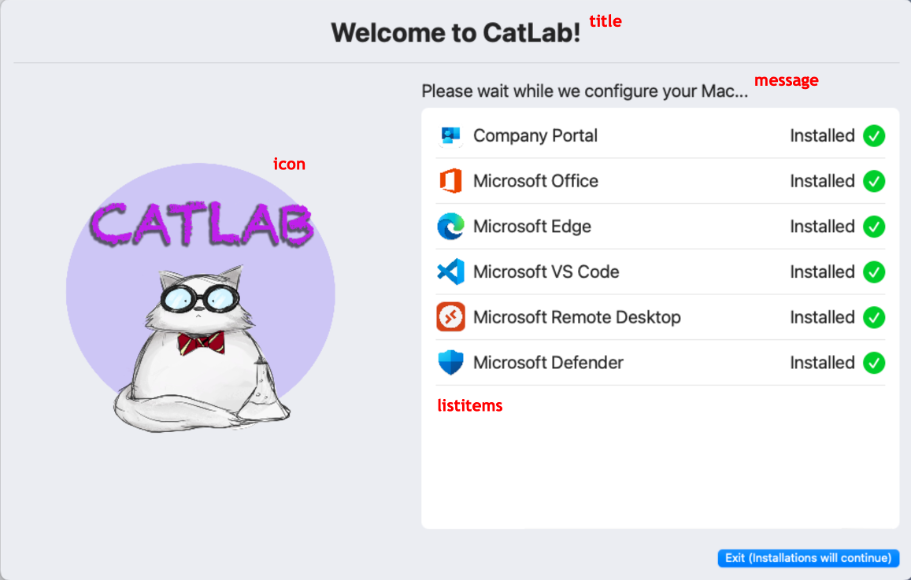 Welcome to CatLab! title
Please wait while we configure your Mac... message
icon
CATLAB
Company Portal Installed
Microsoft Office Installed
Microsoft Edge Installed
Microsoft VS Code Installed
Microsoft Remote Desktop Installed
Microsoft Defender Installed
listitems
Exit (Installations will continue)